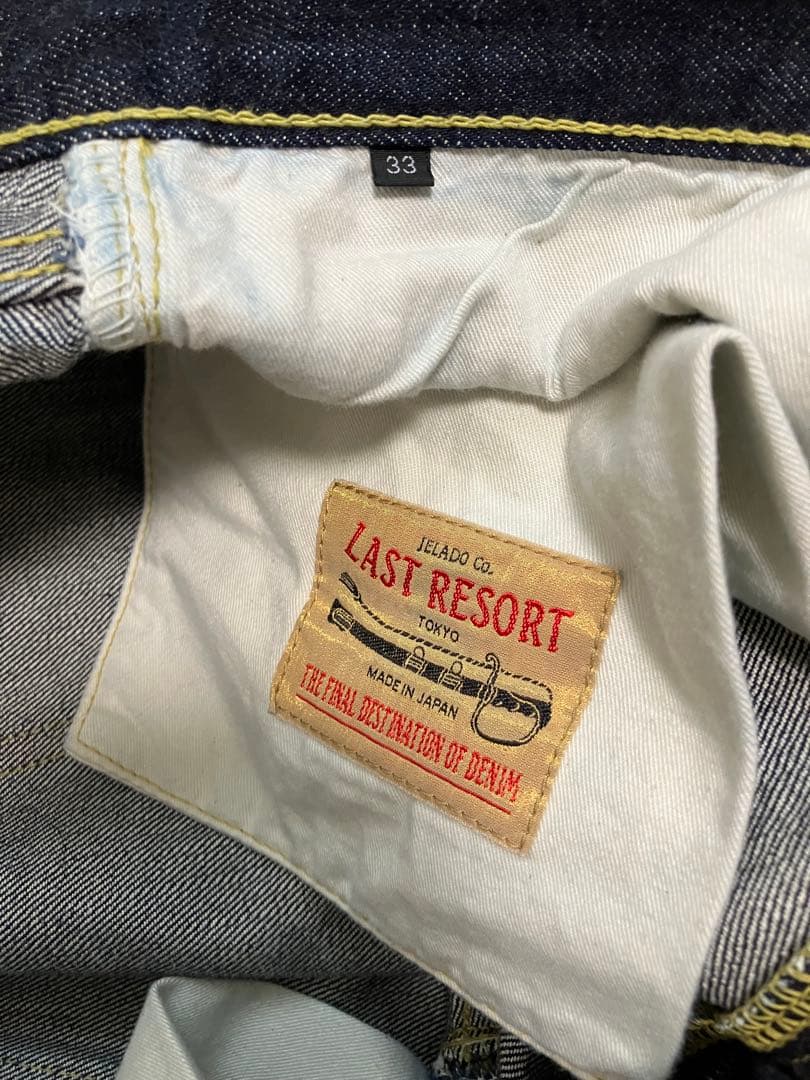 33
JELADO Co.
LAST RESORT
TOKYO
MADE IN JAPAN
THE FINAL DESTINATION OF DENIM